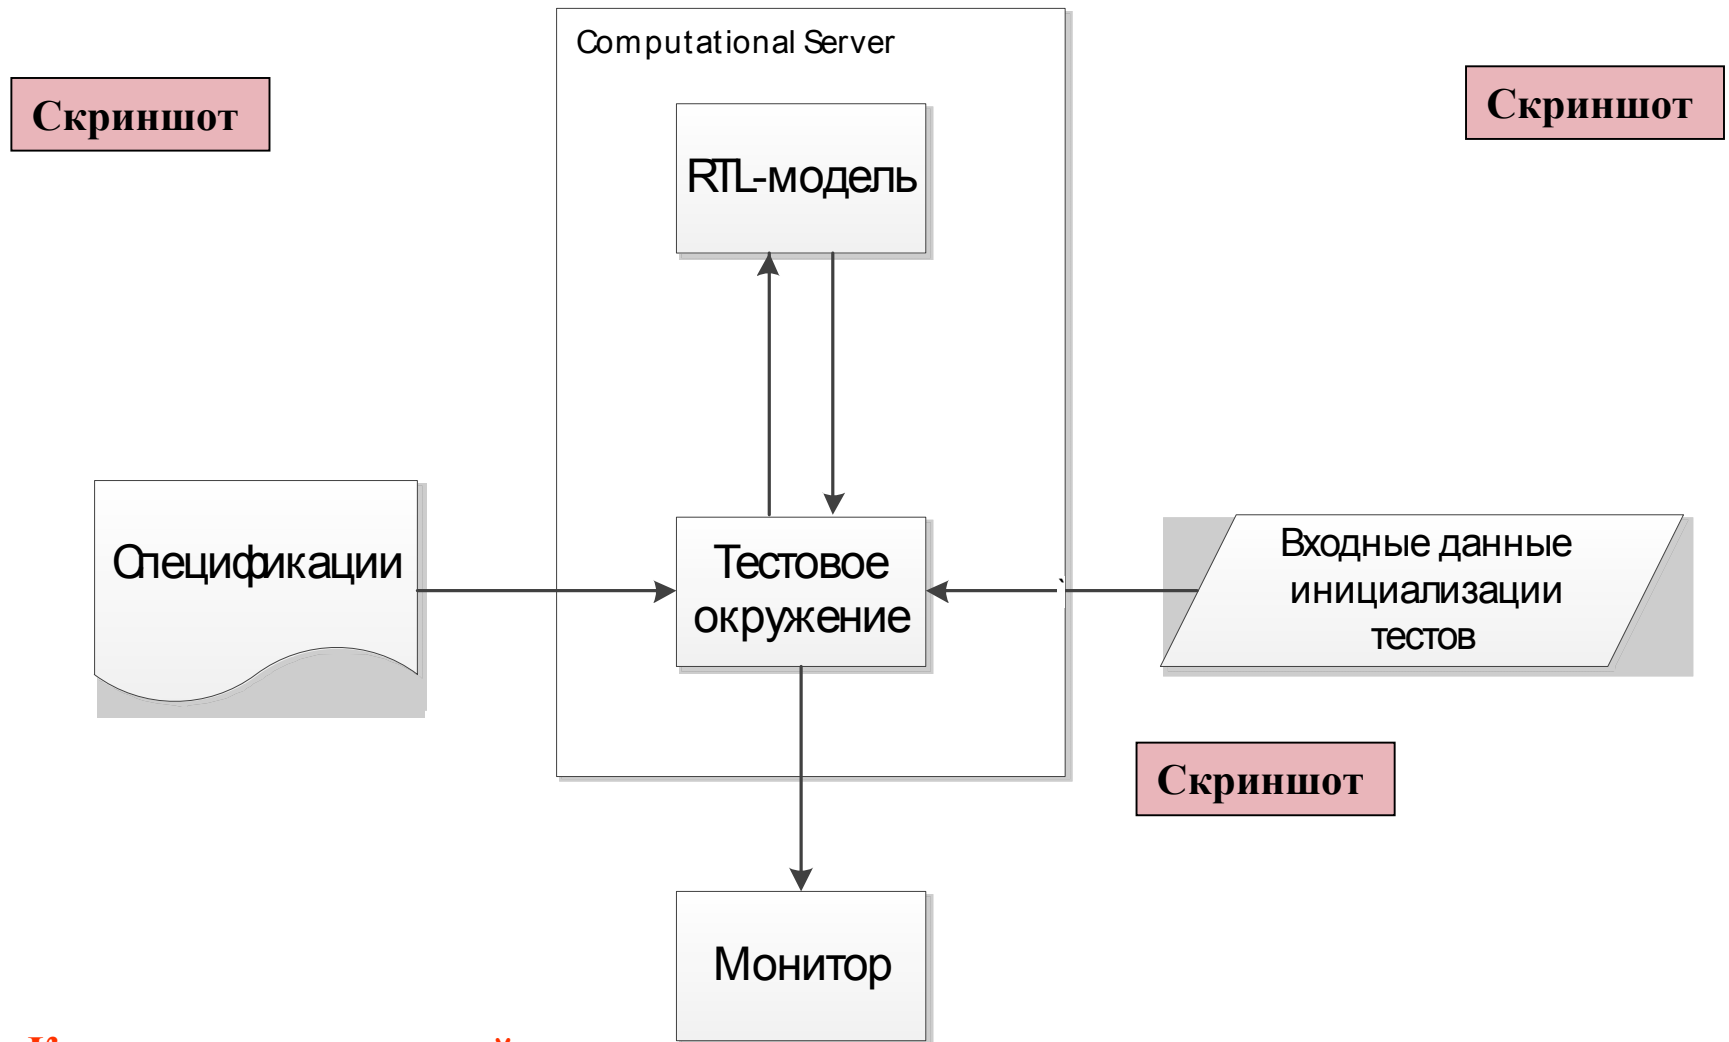 Computational Server
Скриншот
Скриншот
RTL-модель
Спецификации
Тестовое
окружение
Входные данные
инициализации
тестов
Скриншот
Монитор